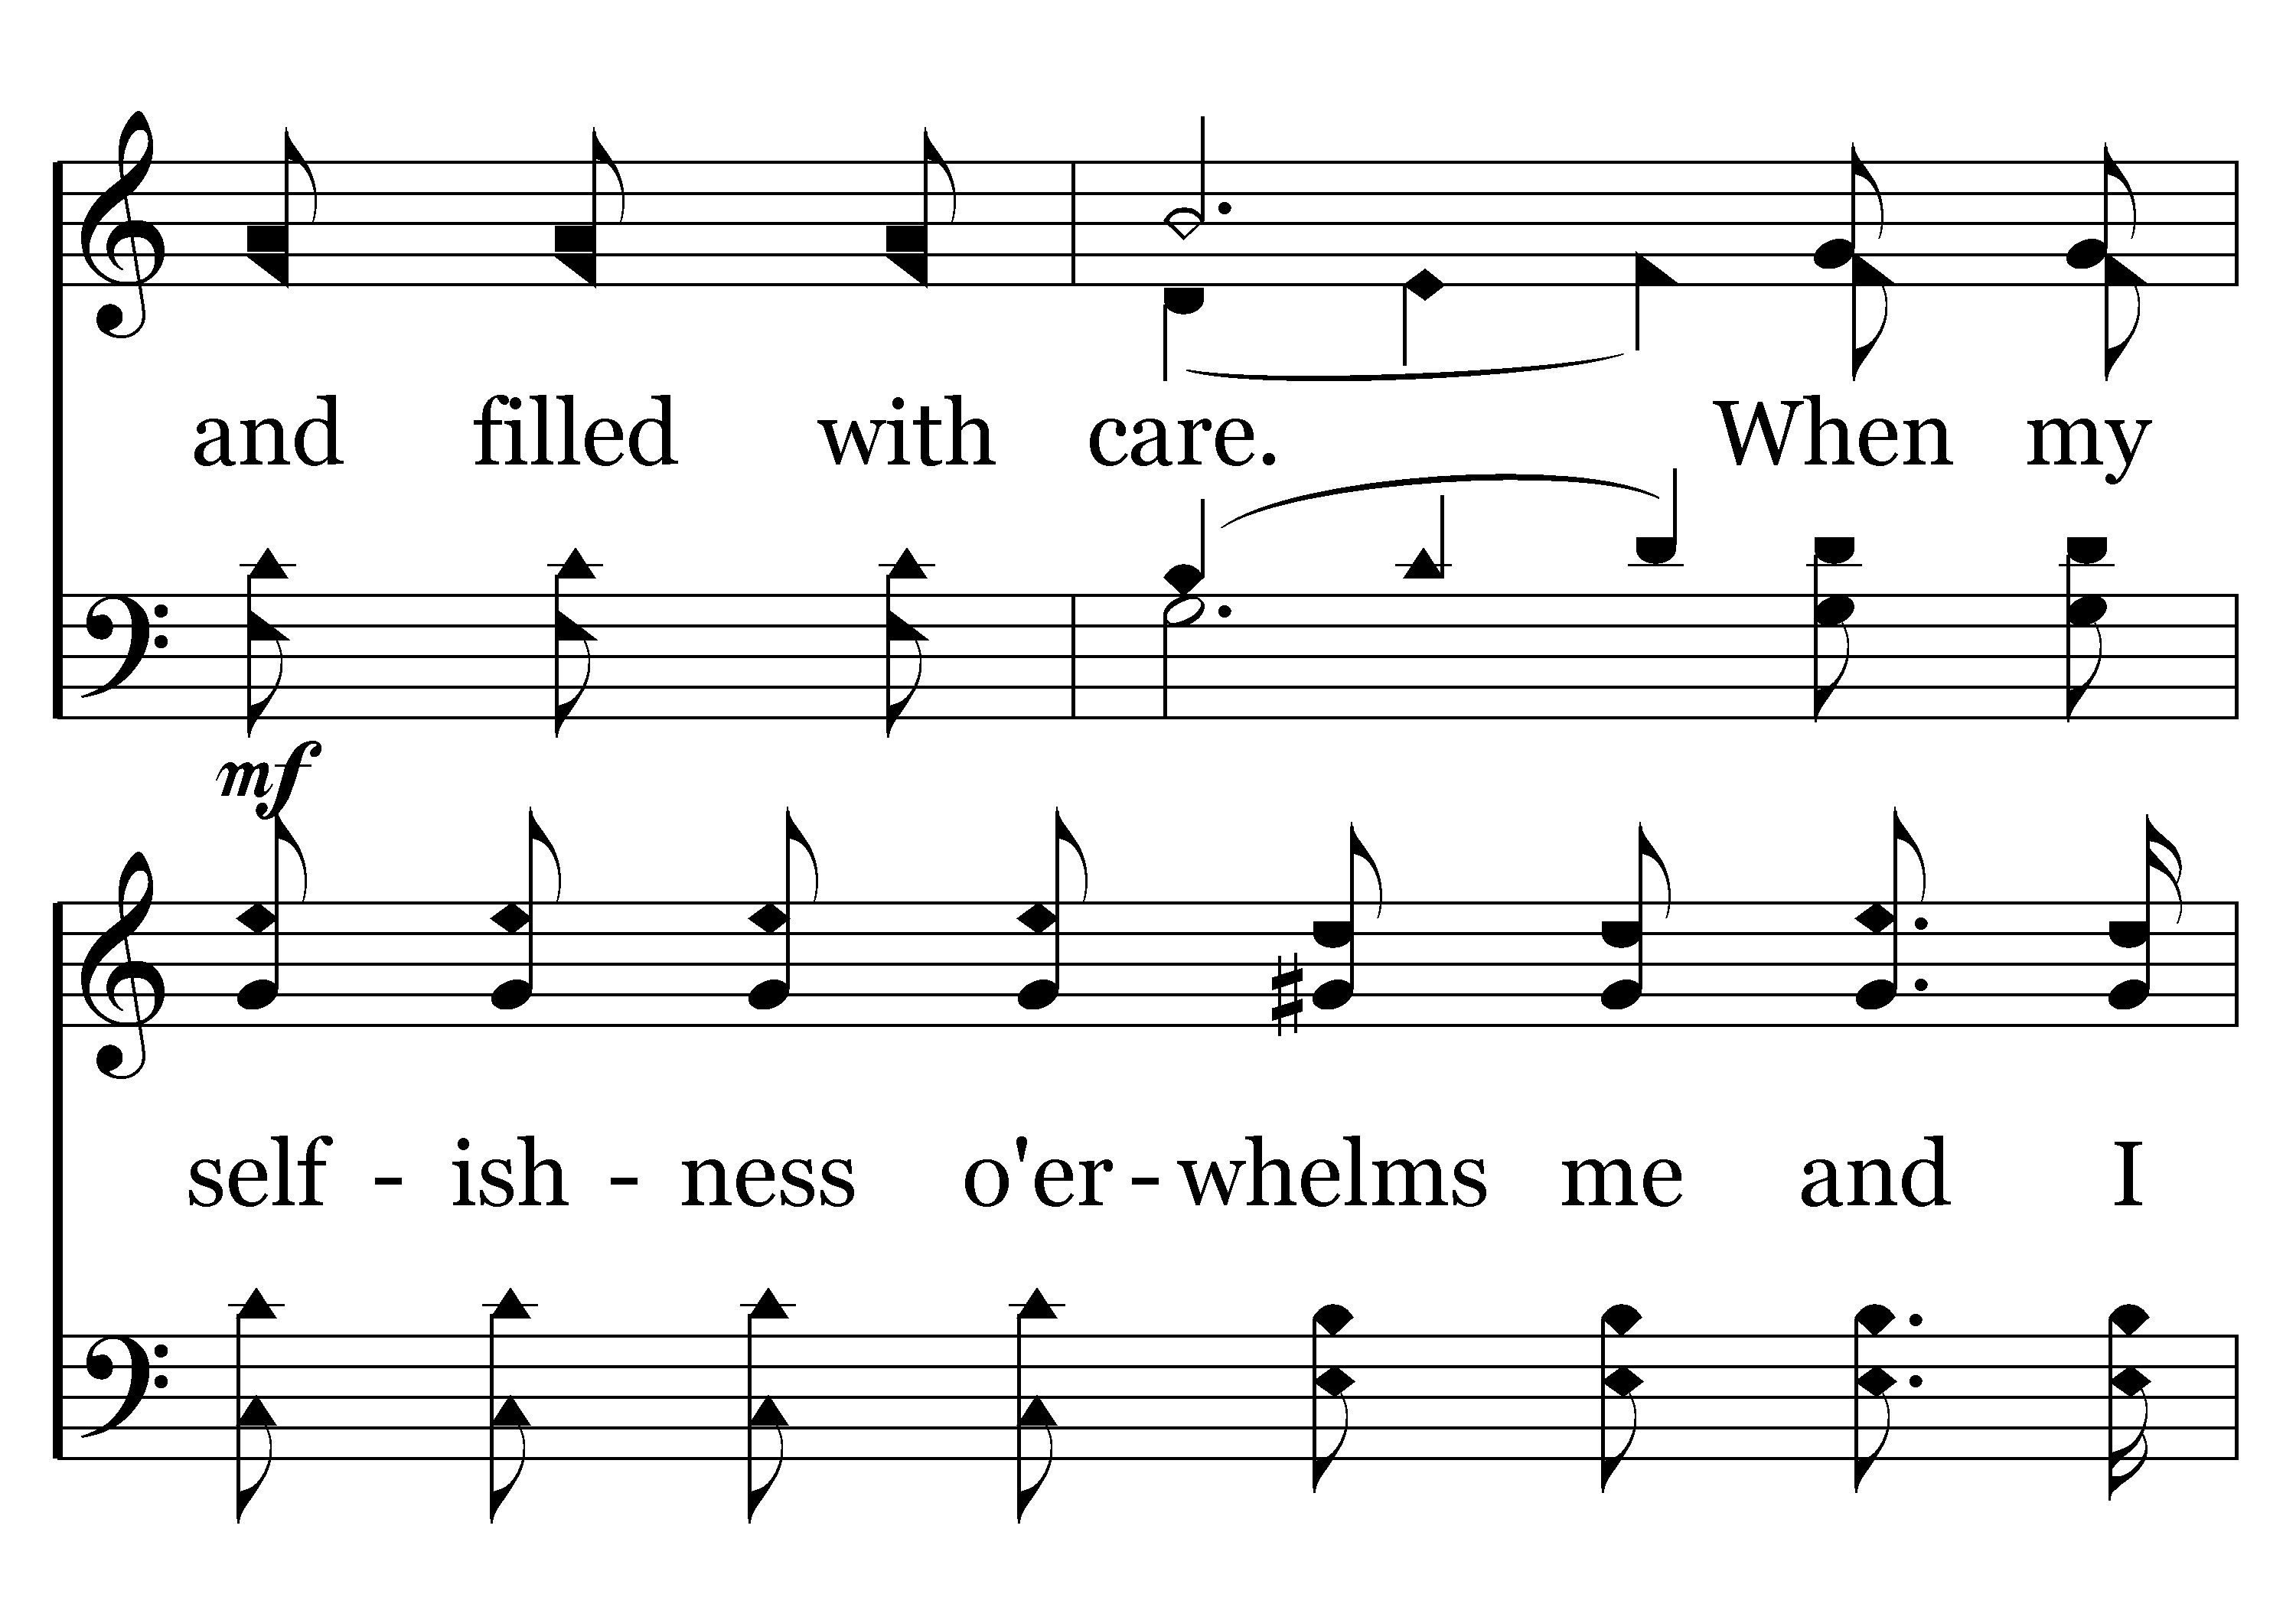 and filled with care. When my
mf
self - ish - ness o'er - whelms me and I